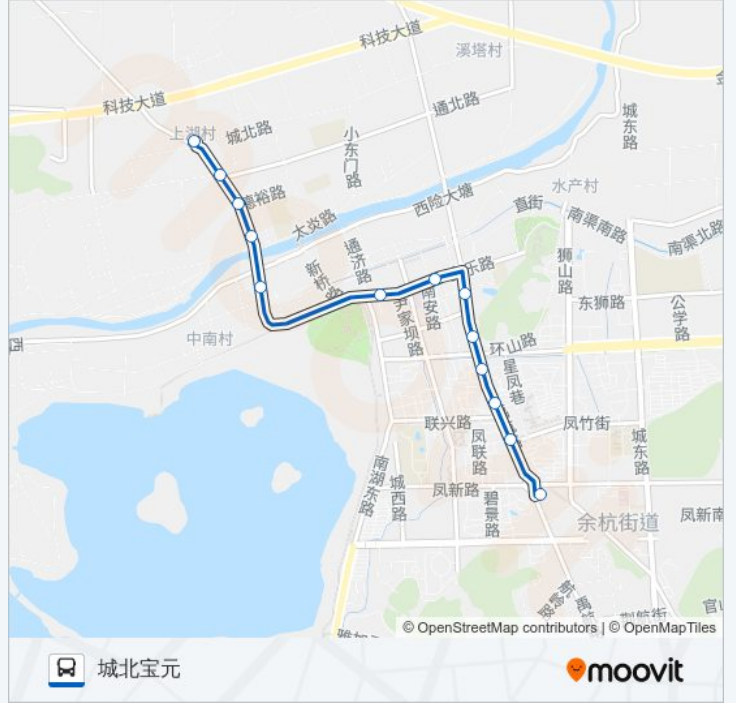 科技大道
溪塔村
科技大道
通北路
城东路
上湖村
城北路
小东门路
水产村
德裕路
西险大塘
直街
太炎路
南渠南路
南渠北路
通济路
狮山路
新桥路
乐路
南安路
东狮路
公学路
尹家坝路
中南村
环山路
星凤巷
联兴路
凤竹街
凤联路
城东路
南湖东路
城西路
凤新路
碧景路
余杭街道
凤新南
官山
© OpenStreetMap contributors | © OpenMapTiles
城北宝元
moovit